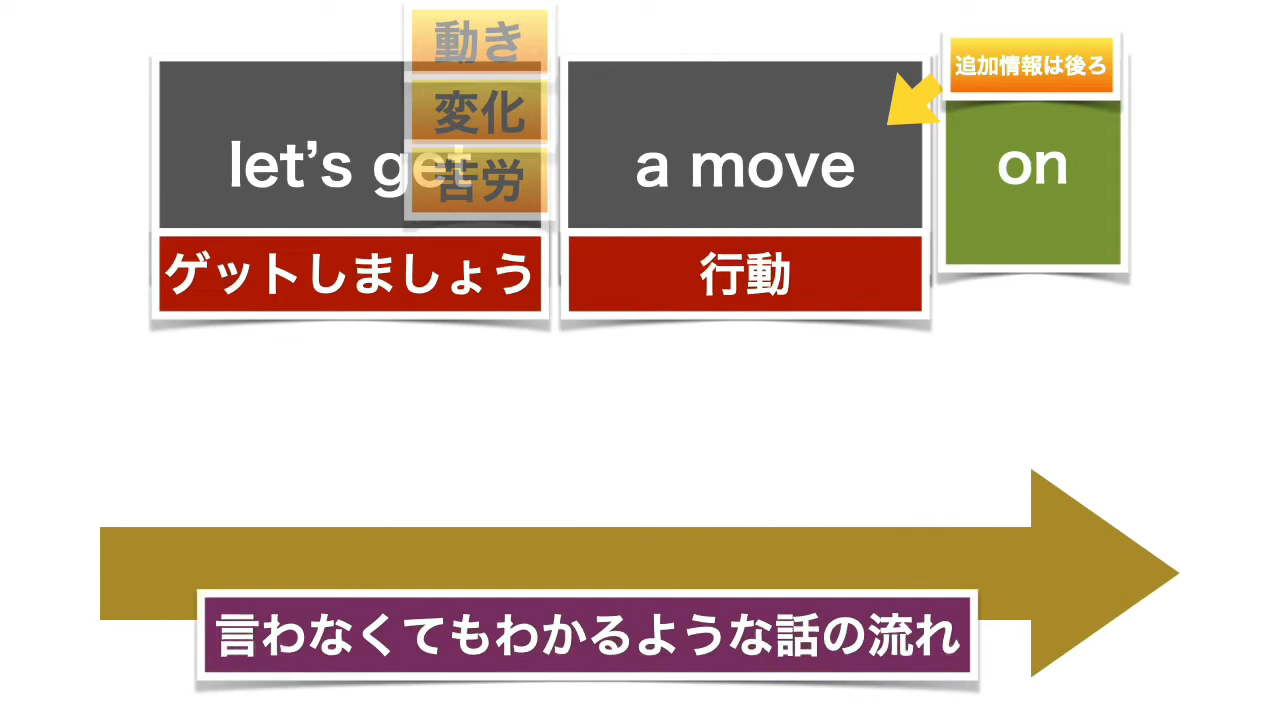 動き
変化
苦労
追加情報は後ろ
let’s get
a move
on
ゲットしましょう
行動
言わなくてもわかるような話の流れ